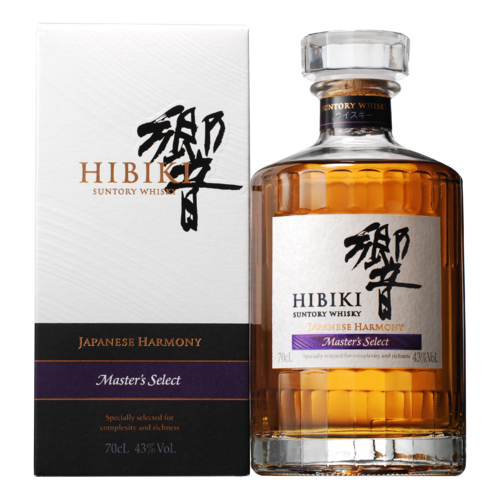 響
HIBIKI
SUNTORY WHISKY
JAPANESE HARMONY
Master's Select
Specially selected for
complexity and richness
70cL 43%Vol.
SUNTORY WHISKY
ウイスキー
響
HIBIKI
SUNTORY WHISKY
JAPANESE HARMONY
Master's Select
70cL Specially selected for complexity and richness 43%Vol.